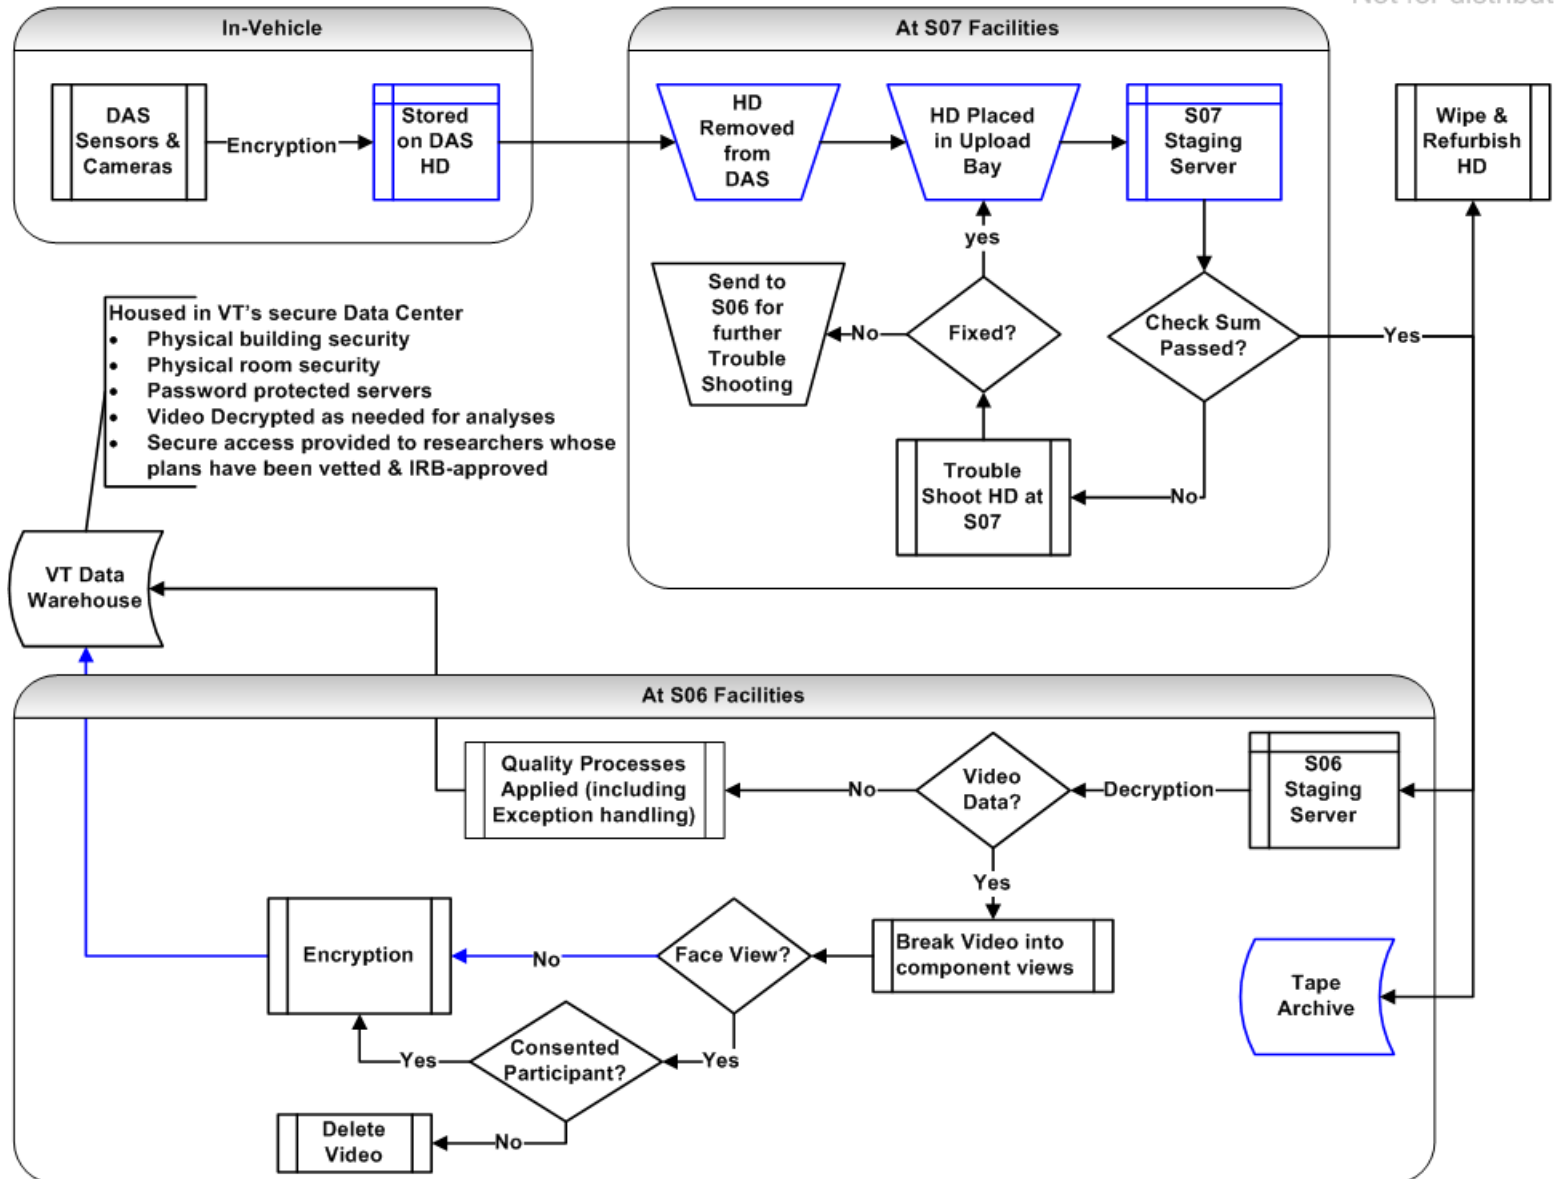 Not for distribut
In-Vehicle
DAS
Sensors &
Cameras
Encryption
Stored
on DAS
HD
At S07 Facilities
HD
Removed
from
DAS
HD Placed
in Upload
Bay
S07
Staging
Server
Wipe &
Refurbish
HD
yes
Send to
S06 for
further
Trouble
Shooting
No
Fixed?
Check Sum
Passed?
Yes
Trouble
Shoot HD at
S07
No
Housed in VT's secure Data Center
• Physical building security
• Physical room security
• Password protected servers
• Video Decrypted as needed for analyses
• Secure access provided to researchers whose
plans have been vetted & IRB-approved
VT Data
Warehouse
At S06 Facilities
Quality Processes
Applied (including
Exception handling)
No
Video
Data?
Decryption
S06
Staging
Server
Yes
Encryption
No
Face View?
Break Video into
component views
Tape
Archive
Yes
Consented
Participant?
Yes
Delete
Video
No